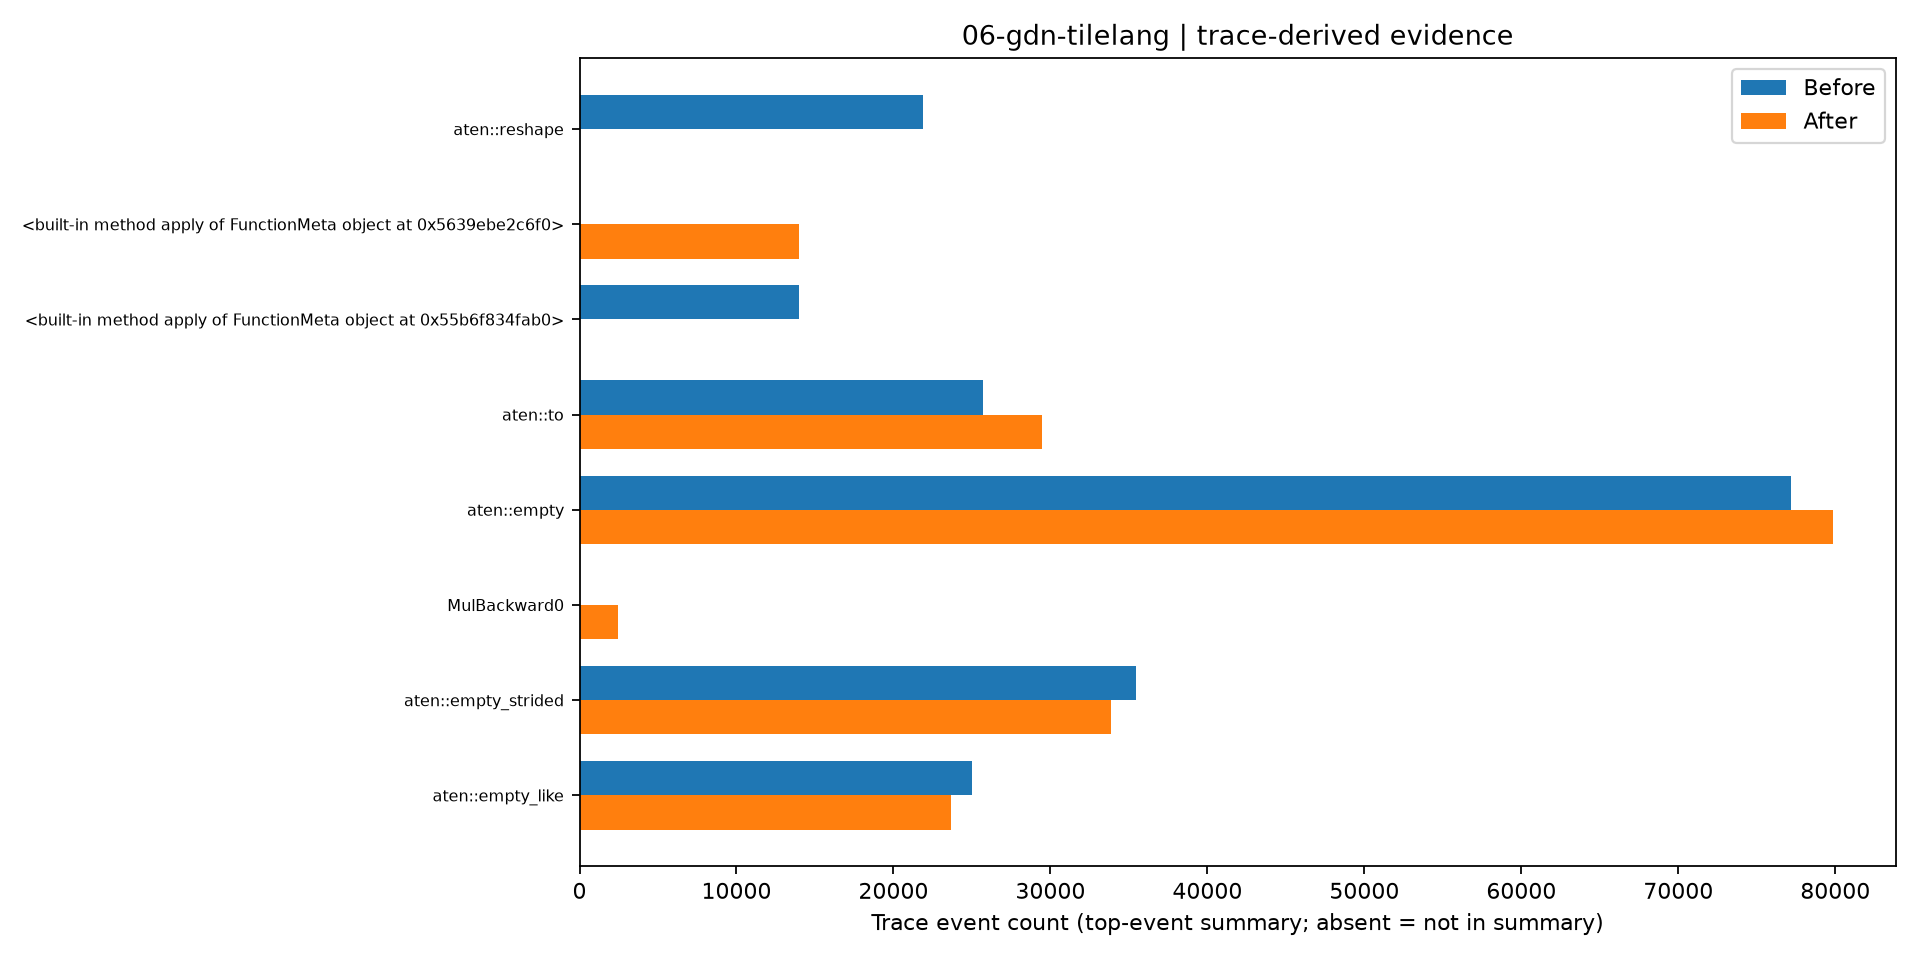 06-gdn-tilelang | trace-derived evidence
Before
After
aten::reshape
<built-in method apply of FunctionMeta object at 0x5639ebe2c6f0>
<built-in method apply of FunctionMeta object at 0x55b6f834fab0>
aten::to
aten::empty
MulBackward0
aten::empty_strided
aten::empty_like
0 10000 20000 30000 40000 50000 60000 70000 80000
Trace event count (top-event summary; absent = not in summary)